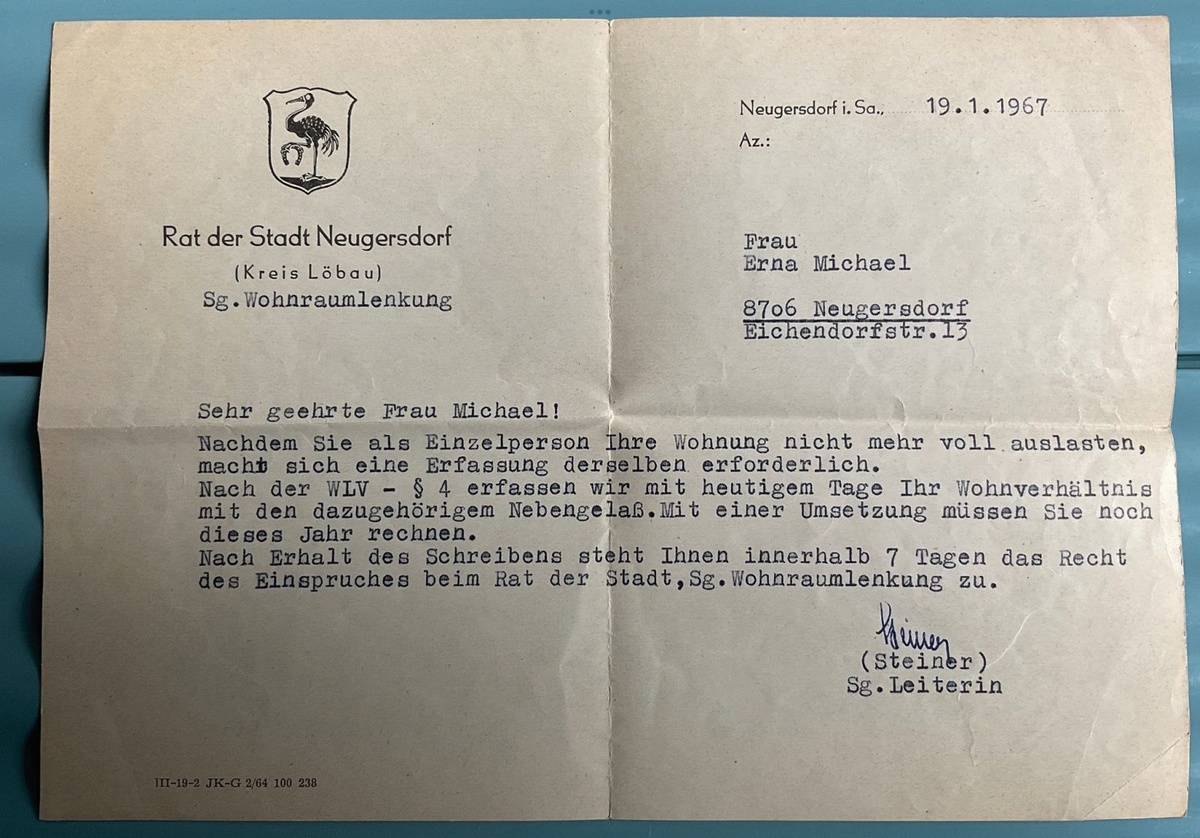 Neugersdorf i. Sa., 19.1.1967
Az.:
Rat der Stadt Neugersdorf
(Kreis Löbau)
Sg.Wohnraumlenkung
Frau
Erna Michael
87o6 Neugersdorf
Eichendorfstr.13
Sehr geehrte Frau Michael!
Nachdem Sie als Einzelperson Ihre Wohnung nicht mehr voll auslasten,
macht sich eine Erfassung derselben erforderlich.
Nach der WLV - § 4 erfassen wir mit heutigem Tage Ihr Wohnverhältnis
mit den dazugehörigem Nebengelaß.Mit einer Umsetzung müssen Sie noch
dieses Jahr rechnen.
Nach Erhalt des Schreibens steht Ihnen innerhalb 7 Tagen das Recht
des Einspruches beim Rat der Stadt,Sg.Wohnraumlenkung zu.
Steiner
(Steiner)
Sg.Leiterin
III-19-2 JK-G 2/64 100 238